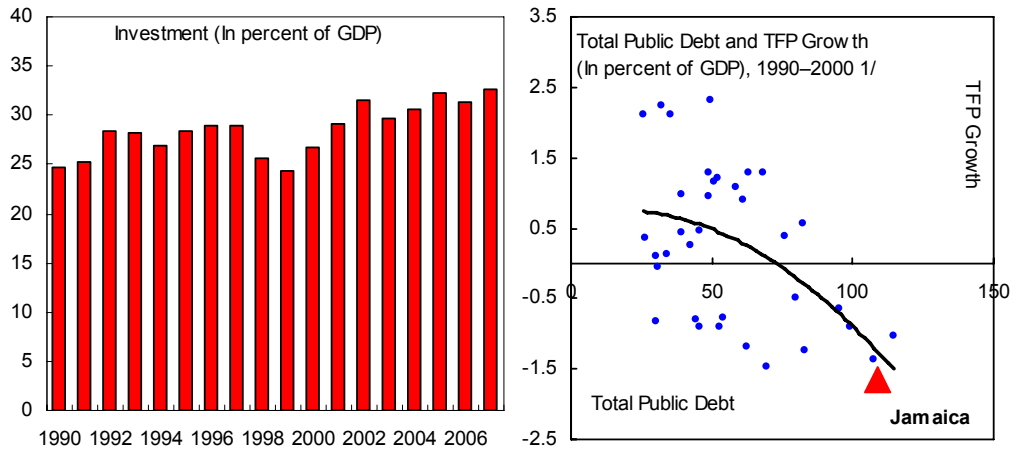 Investment (In percent of GDP)
40
35
30
25
20
15
10
5
0
1990 1992 1994 1996 1998 2000 2002 2004 2006
Total Public Debt and TFP Growth
(In percent of GDP), 1990–2000 1/
TFP Growth
3.5
2.5
1.5
0.5
-0.5
-1.5
-2.5
0 50 100 150
Total Public Debt
Jamaica